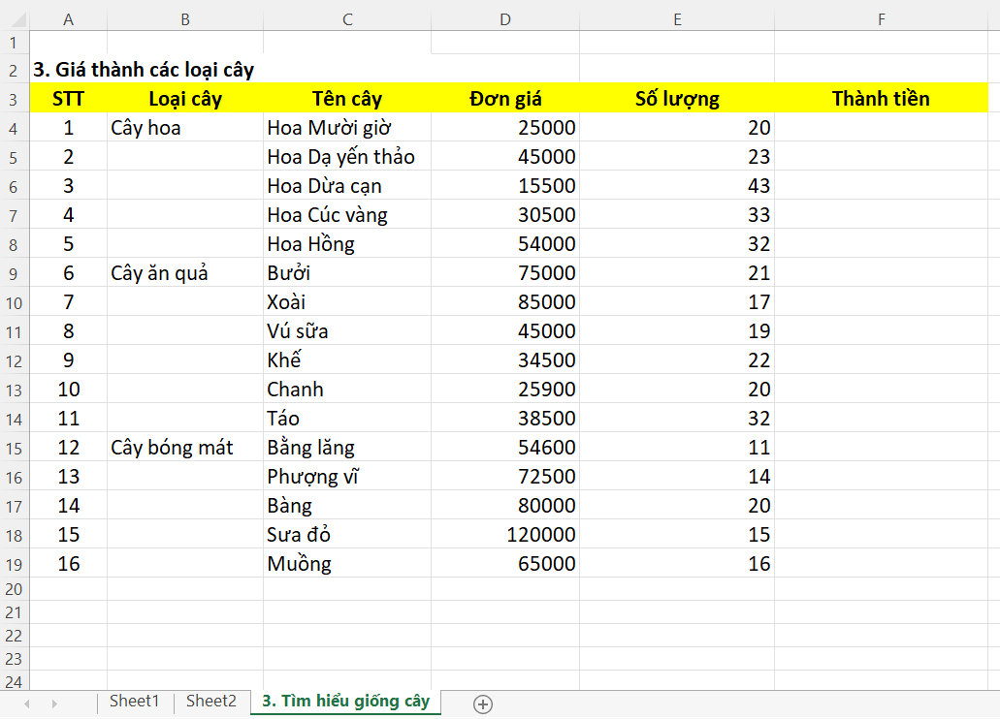 A B C D E F
1
2 3. Giá thành các loại cây
3 STT Loại cây Tên cây Đơn giá Số lượng Thành tiền
4 1 Cây hoa Hoa Mười giờ 25000 20
5 2 Hoa Dạ yến thảo 45000 23
6 3 Hoa Dừa cạn 15500 43
7 4 Hoa Cúc vàng 30500 33
8 5 Hoa Hồng 54000 32
9 6 Cây ăn quả Bưởi 75000 21
10 7 Xoài 85000 17
11 8 Vú sữa 45000 19
12 9 Khế 34500 22
13 10 Chanh 25900 20
14 11 Táo 38500 32
15 12 Cây bóng mát Bằng lăng 54600 11
16 13 Phượng vĩ 72500 14
17 14 Bàng 80000 20
18 15 Sưa đỏ 120000 15
19 16 Muồng 65000 16
20
21
22
23
24
Sheet1 Sheet2 3. Tìm hiểu giống cây